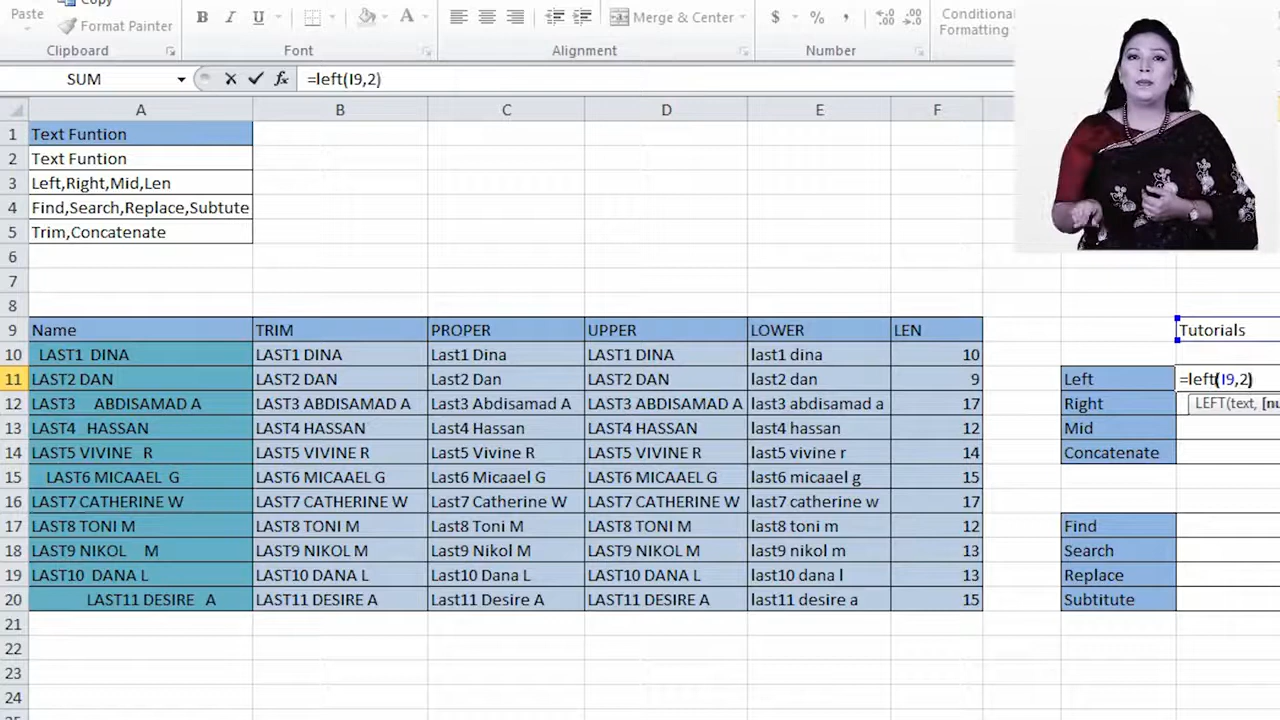 Paste
Copy
Format Painter
Clipboard
B I U
A
Font
Merge & Center
Alignment
$ % ,
Number
Conditional
Formatting
SUM
fx
=left(I9,2)
A B C D E F
1 Text Funtion
2 Text Funtion
3 Left,Right,Mid,Len
4 Find,Search,Replace,Subtute
5 Trim,Concatenate
6
7
8
9 Name TRIM PROPER UPPER LOWER LEN Tutorials
10 LAST1 DINA LAST1 DINA Last1 Dina LAST1 DINA last1 dina 10
11 LAST2 DAN LAST2 DAN Last2 Dan LAST2 DAN last2 dan 9 Left =left(I9,2)
12 LAST3 ABDISAMAD A LAST3 ABDISAMAD A Last3 Abdisamad A LAST3 ABDISAMAD A last3 abdisamad a 17 Right LEFT(text, [nu
13 LAST4 HASSAN LAST4 HASSAN Last4 Hassan LAST4 HASSAN last4 hassan 12 Mid
14 LAST5 VIVINE R LAST5 VIVINE R Last5 Vivine R LAST5 VIVINE R last5 vivine r 14 Concatenate
15 LAST6 MICAAEL G LAST6 MICAAEL G Last6 Micaael G LAST6 MICAAEL G last6 micaael g 15
16 LAST7 CATHERINE W LAST7 CATHERINE W Last7 Catherine W LAST7 CATHERINE W last7 catherine w 17
17 LAST8 TONI M LAST8 TONI M Last8 Toni M LAST8 TONI M last8 toni m 12 Find
18 LAST9 NIKOL M LAST9 NIKOL M Last9 Nikol M LAST9 NIKOL M last9 nikol m 13 Search
19 LAST10 DANA L LAST10 DANA L Last10 Dana L LAST10 DANA L last10 dana l 13 Replace
20 LAST11 DESIRE A LAST11 DESIRE A Last11 Desire A LAST11 DESIRE A last11 desire a 15 Subtitute
21
22
23
24